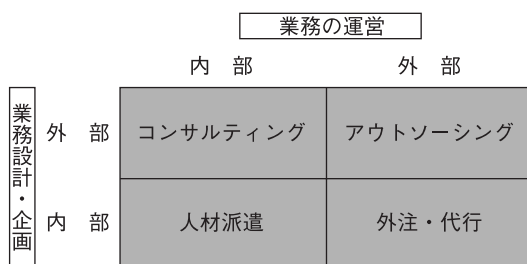 業務の運営
内部 外部
業務設計・企画
外部 コンサルティング アウトソーシング
内部 人材派遣 外注・代行